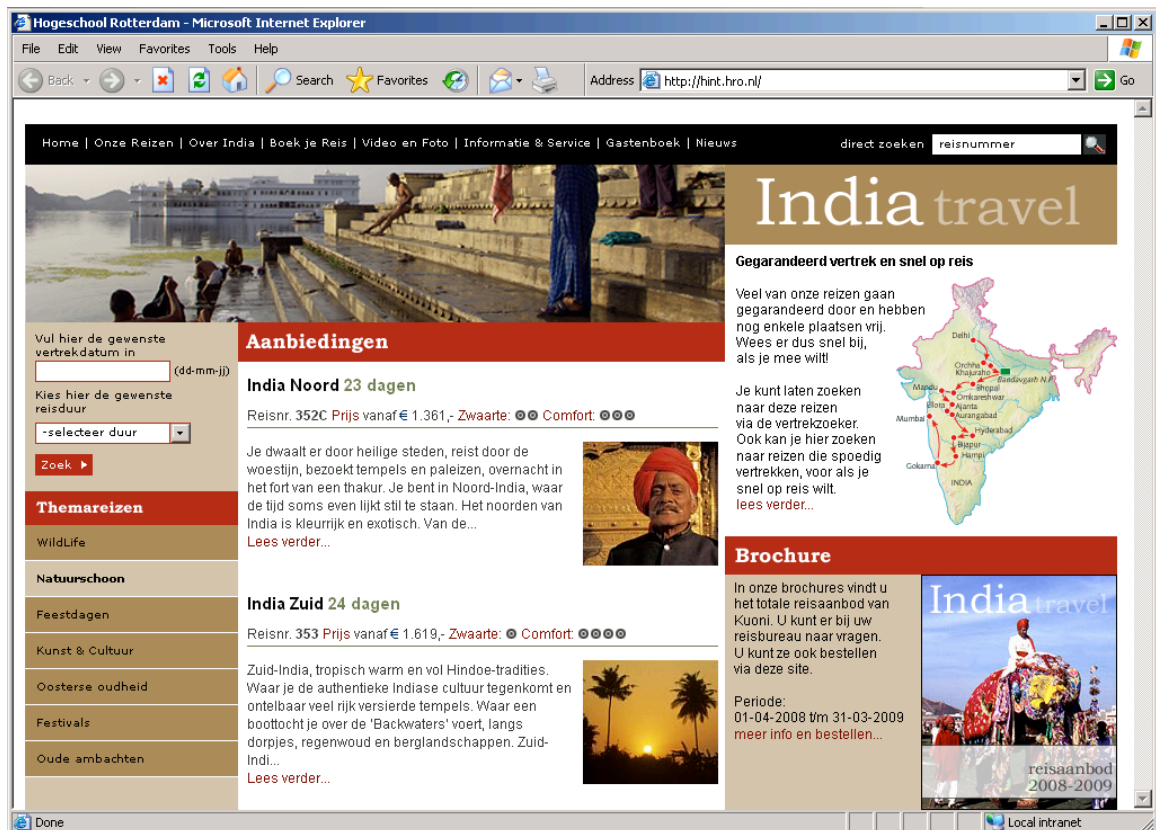 Hogeschool Rotterdam - Microsoft Internet Explorer
File Edit View Favorites Tools Help
Back Search Favorites Address http://hint.hro.nl/ Go
Home | Onze Reizen | Over India | Boek je Reis | Video en Foto | Informatie & Service | Gastenboek | Nieuws
direct zoeken reisnummer
India travel
Vul hier de gewenste
vertrekdatum in
(dd-mm-jj)
Kies hier de gewenste
reisduur
-selecteer duur
Zoek
Themareizen
WildLife
Natuurschoon
Feestdagen
Kunst & Cultuur
Oosterse oudheid
Festivals
Oude ambachten
Aanbiedingen
India Noord 23 dagen
Reisnr. 352C Prijs vanaf € 1.361,- Zwaarte: Comfort:
Je dwaalt er door heilige steden, reist door de
woestijn, bezoekt tempels en paleizen, overnacht in
het fort van een thakur. Je bent in Noord-India, waar
de tijd soms even lijkt stil te staan. Het noorden van
India is kleurrijk en exotisch. Van de...
Lees verder...
India Zuid 24 dagen
Reisnr. 353 Prijs vanaf € 1.619,- Zwaarte: Comfort:
Zuid-India, tropisch warm en vol Hindoe-tradities.
Waar je de authentieke Indiase cultuur tegenkomt en
ontelbaar veel rijk versierde tempels. Waar een
boottocht je over de 'Backwaters' voert, langs
dorpjes, regenwoud en berglandschappen. Zuid-
Indi...
Lees verder...
Gegarandeerd vertrek en snel op reis
Veel van onze reizen gaan
gegarandeerd door en hebben
nog enkele plaatsen vrij.
Wees er dus snel bij,
als je mee wilt!
Je kunt laten zoeken
naar deze reizen
via de vertrekzoeker.
Ook kan je hier zoeken
naar reizen die spoedig
vertrekken, voor als je
snel op reis wilt.
lees verder...
Delhi
Orchha
Khajuraho
Bandavgarh N.P.
Mandu
Bhopal
Omkareshwar
Ellora
Ajanta
Aurangabad
Mumbai
Hyderabad
Bijapur
Hampi
Gokarna
INDIA
Brochure
In onze brochures vindt u
het totale reisaanbod van
Kuoni. U kunt er bij uw
reisbureau naar vragen.
U kunt ze ook bestellen
via deze site.
Periode:
01-04-2008 t/m 31-03-2009
meer info en bestellen...
India travel
reisaanbod
2008-2009
Done
Local intranet